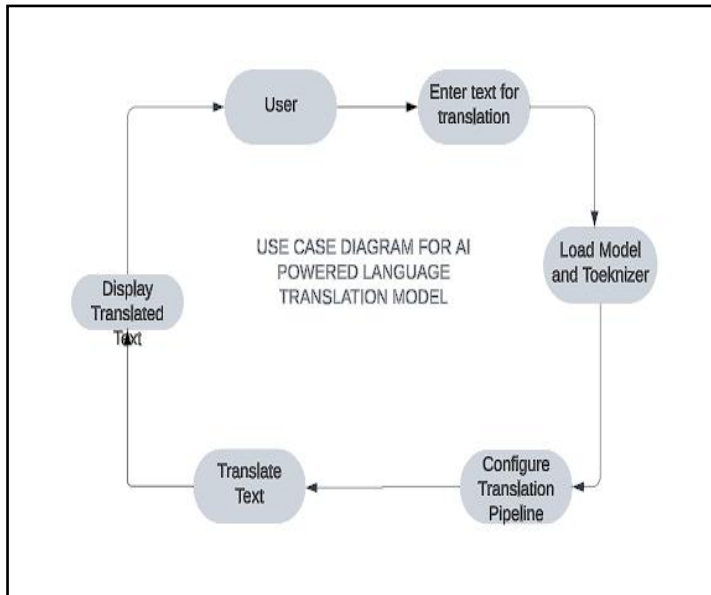 User
Enter text for
translation
USE CASE DIAGRAM FOR AI
POWERED LANGUAGE
TRANSLATION MODEL
Load Model
and Toeknizer
Display
Translated
Text
Translate
Text
Configure
Translation
Pipeline